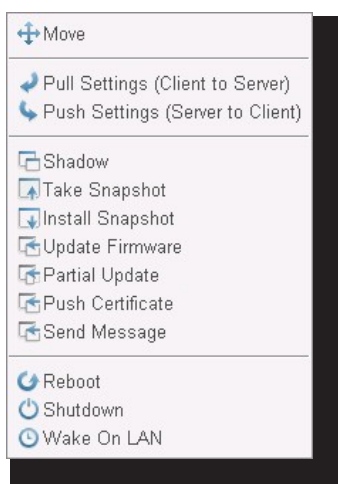 Move
Pull Settings (Client to Server)
Push Settings (Server to Client)
Shadow
Take Snapshot
Install Snapshot
Update Firmware
Partial Update
Push Certificate
Send Message
Reboot
Shutdown
Wake On LAN